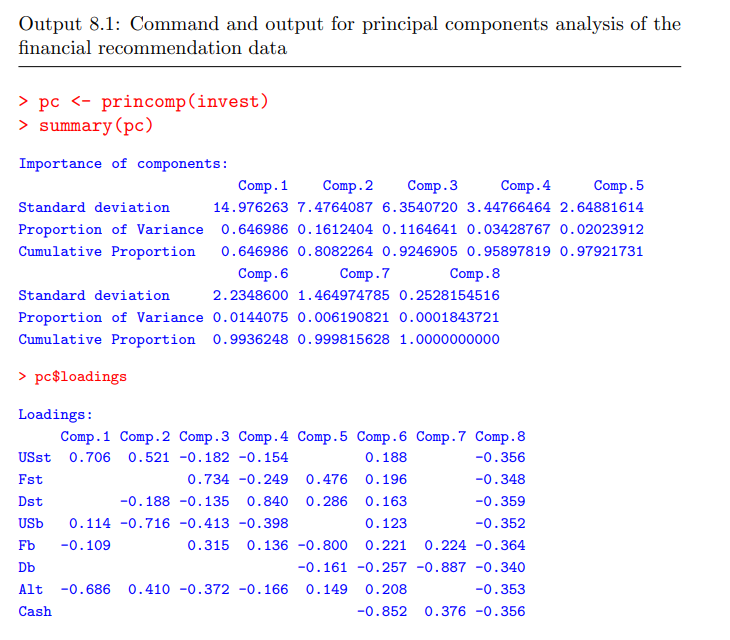 Output 8.1: Command and output for principal components analysis of the
financial recommendation data
> pc <- princomp(invest)
> summary(pc)
Importance of components:
Comp.1 Comp.2 Comp.3 Comp.4 Comp.5
Standard deviation 14.976263 7.4764087 6.3540720 3.44766464 2.64881614
Proportion of Variance 0.646986 0.1612404 0.1164641 0.03428767 0.02023912
Cumulative Proportion 0.646986 0.8082264 0.9246905 0.95897819 0.97921731
Comp.6 Comp.7 Comp.8
Standard deviation 2.2348600 1.464974785 0.2528154516
Proportion of Variance 0.0144075 0.006190821 0.0001843721
Cumulative Proportion 0.9936248 0.999815628 1.0000000000
> pc$loadings
Loadings:
Comp.1 Comp.2 Comp.3 Comp.4 Comp.5 Comp.6 Comp.7 Comp.8
USst 0.706 0.521 -0.182 -0.154 0.188 -0.356
Fst 0.734 -0.249 0.476 0.196 -0.348
Dst -0.188 -0.135 0.840 0.286 0.163 -0.359
USb 0.114 -0.716 -0.413 -0.398 0.123 -0.352
Fb -0.109 0.315 0.136 -0.800 0.221 0.224 -0.364
Db -0.161 -0.257 -0.887 -0.340
Alt -0.686 0.410 -0.372 -0.166 0.149 0.208 -0.353
Cash -0.852 0.376 -0.356